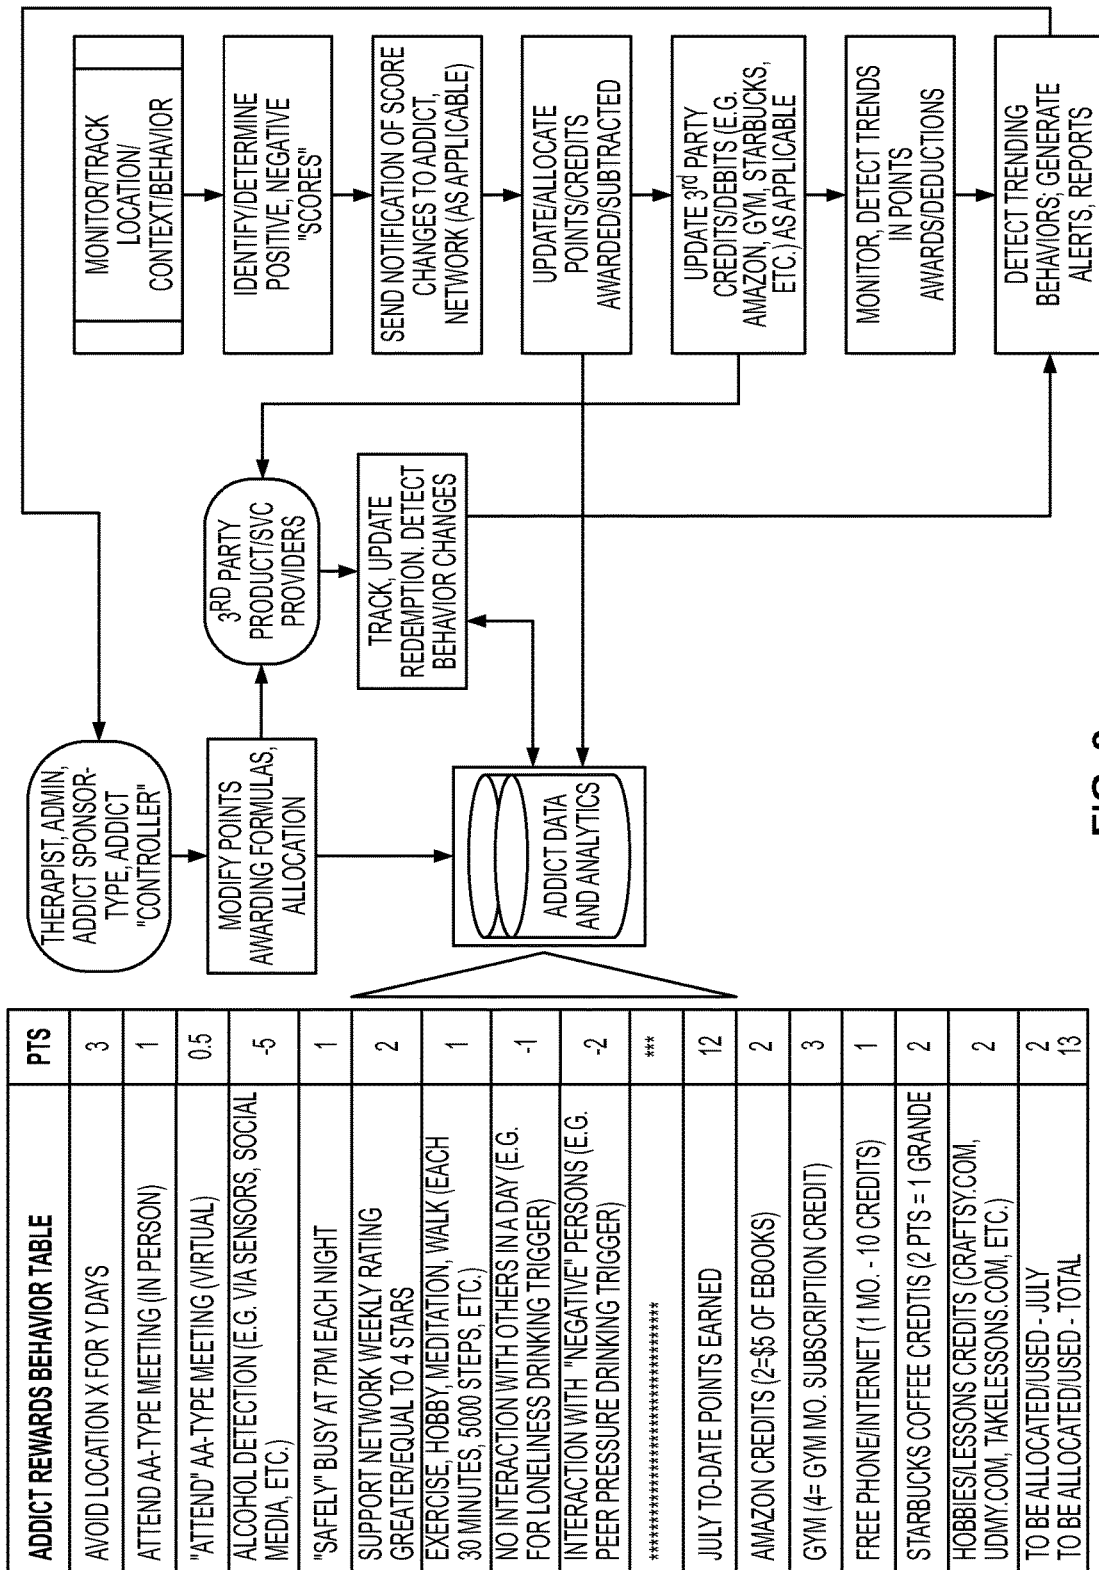 ADDICT REWARDS BEHAVIOR TABLE PTS
AVOID LOCATION X FOR Y DAYS 3
ATTEND AA-TYPE MEETING (IN PERSON) 1
"ATTEND" AA-TYPE MEETING (VIRTUAL) 0.5
ALCOHOL DETECTION (E.G. VIA SENSORS, SOCIAL
MEDIA, ETC.) -5
"SAFELY" BUSY AT 7PM EACH NIGHT 1
SUPPORT NETWORK WEEKLY RATING
GREATER/EQUAL TO 4 STARS 2
EXERCISE, HOBBY, MEDITATION, WALK (EACH
30 MINUTES, 5000 STEPS, ETC.) 1
NO INTERACTION WITH OTHERS IN A DAY (E.G.
FOR LONELINESS DRINKING TRIGGER) -1
INTERACTION WITH "NEGATIVE" PERSONS (E.G.
PEER PRESSURE DRINKING TRIGGER) -2
******************************** ***
JULY TO-DATE POINTS EARNED 12
AMAZON CREDITS (2=$5 OF EBOOKS) 2
GYM (4= GYM MO. SUBSCRIPTION CREDIT) 3
FREE PHONE/INTERNET (1 MO. - 10 CREDITS) 1
STARBUCKS COFFEE CREDTIS (2 PTS = 1 GRANDE 2
HOBBIES/LESSONS CREDITS (CRAFTSY.COM,
UDMY.COM, TAKELESSONS.COM, ETC.) 2
TO BE ALLOCATED/USED - JULY 2
TO BE ALLOCATED/USED - TOTAL 13
THERAPIST, ADMIN,
ADDICT SPONSOR-
TYPE, ADDICT
"CONTROLLER"
MODIFY POINTS
AWARDING FORMULAS,
ALLOCATION
ADDICT DATA
AND ANALYTICS
3RD PARTY
PRODUCT/SVC
PROVIDERS
TRACK, UPDATE
REDEMPTION. DETECT
BEHAVIOR CHANGES
MONITOR/TRACK
LOCATION/
CONTEXT/BEHAVIOR
IDENTIFY/DETERMINE
POSITIVE, NEGATIVE
"SCORES"
SEND NOTIFICATION OF SCORE
CHANGES TO ADDICT,
NETWORK (AS APPLICABLE)
UPDATE/ALLOCATE
POINTS/CREDITS
AWARDED/SUBTRACTED
UPDATE 3rd PARTY
CREDITS/DEBITS (E.G.
AMAZON, GYM, STARBUCKS,
ETC.) AS APPLICABLE
MONITOR, DETECT TRENDS
IN POINTS
AWARDS/DEDUCTIONS
DETECT TRENDING
BEHAVIORS; GENERATE
ALERTS, REPORTS